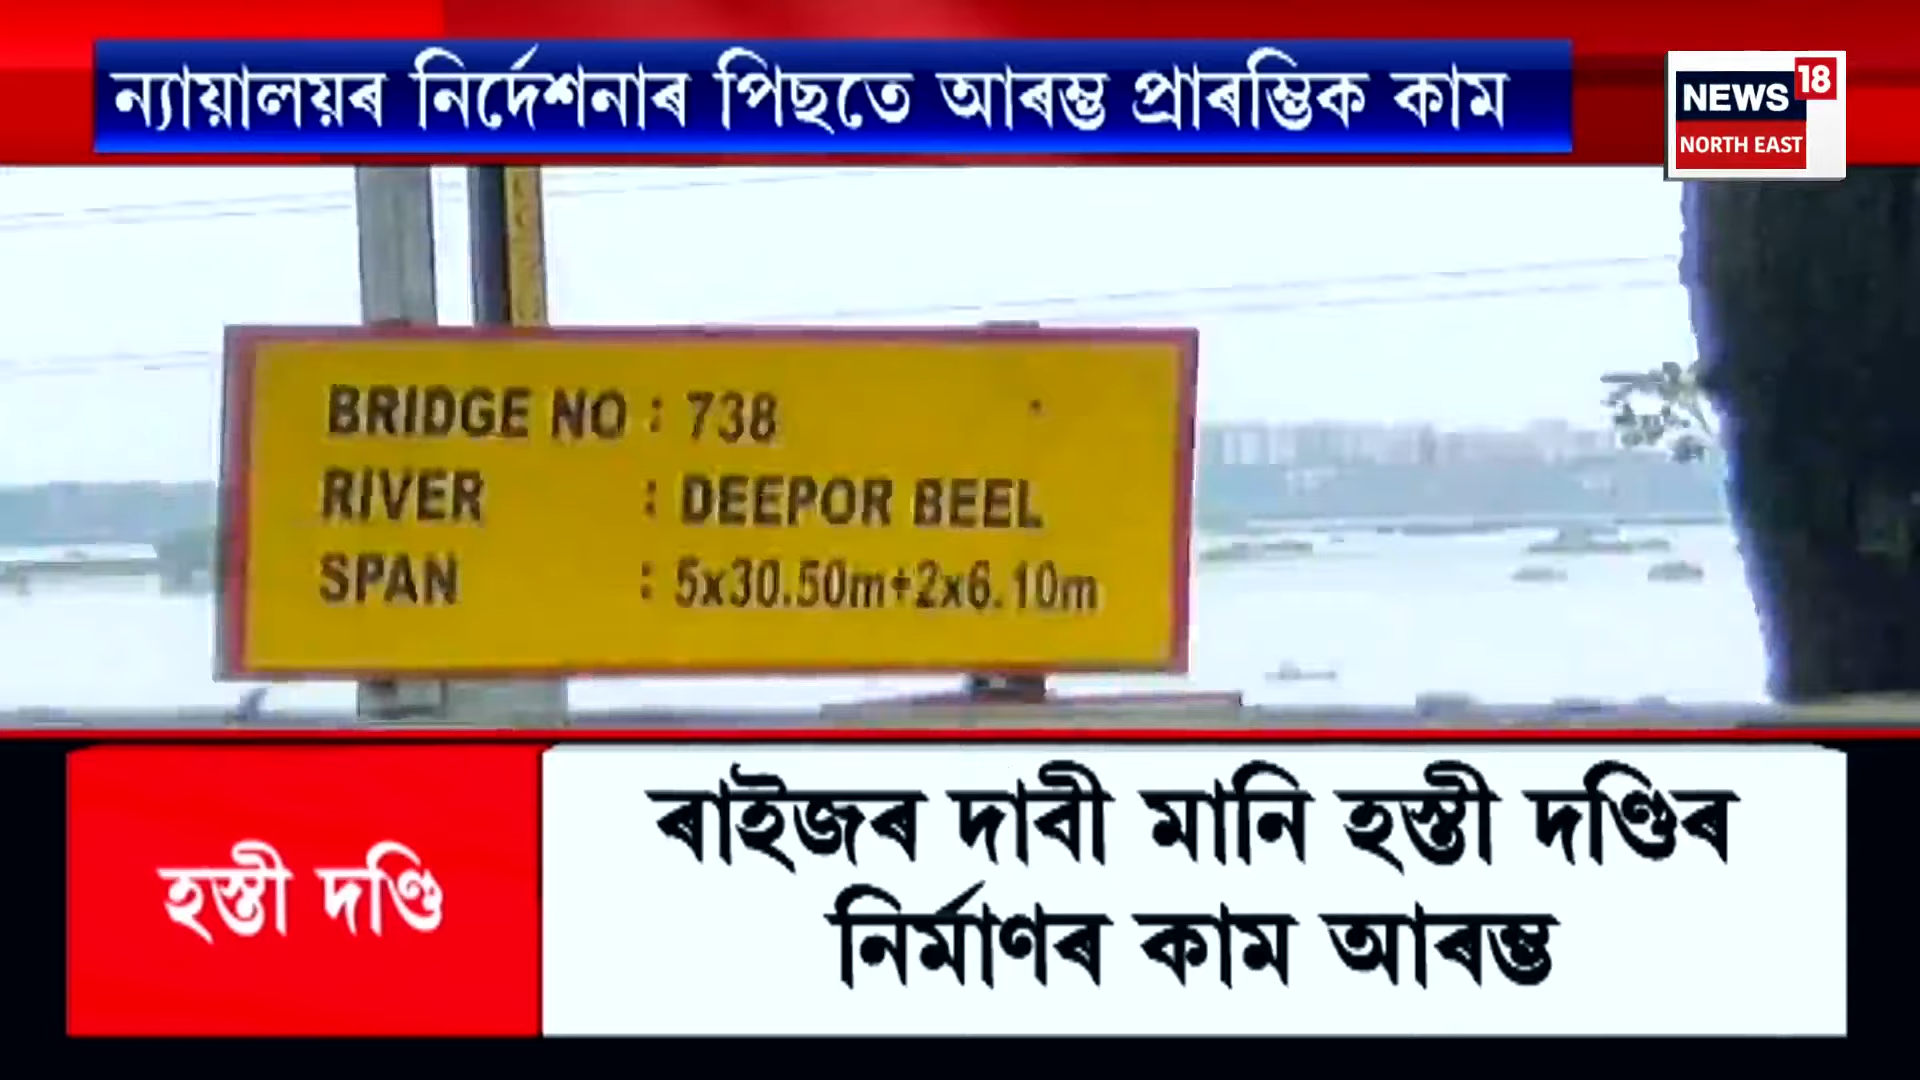 ন্যায়ালয়ৰ নিৰ্দেশনাৰ পিছতে আৰম্ভ প্ৰাৰম্ভিক কাম
NEWS 18
NORTH EAST
BRIDGE NO : 738
RIVER : DEEPOR BEEL
SPAN : 5x30.50m+2x6.10m
হস্তী দণ্ডি
ৰাইজৰ দাবী মানি হস্তী দণ্ডিৰ
নিৰ্মাণৰ কাম আৰম্ভ